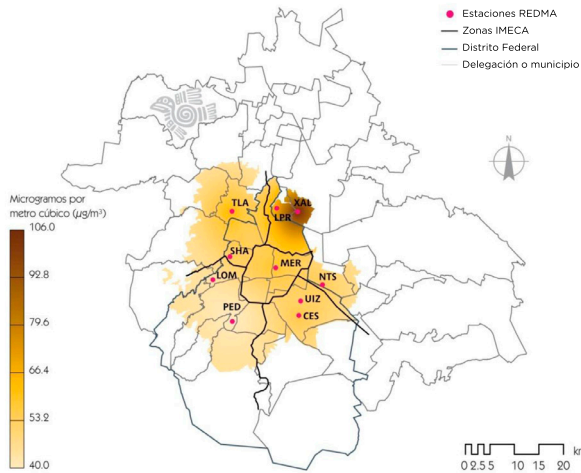 Estaciones REDMA
Zonas IMECA
Distrito Federal
Delegación o municipio
N
Microgramos por
metro cúbico (µg/m³)
106.0
92.8
79.6
66.4
53.2
40.0
TLA
XAL
LPR
SHA
MER
LOM
NTS
UIZ
PED
CES
0 2.5 5 10 15 20